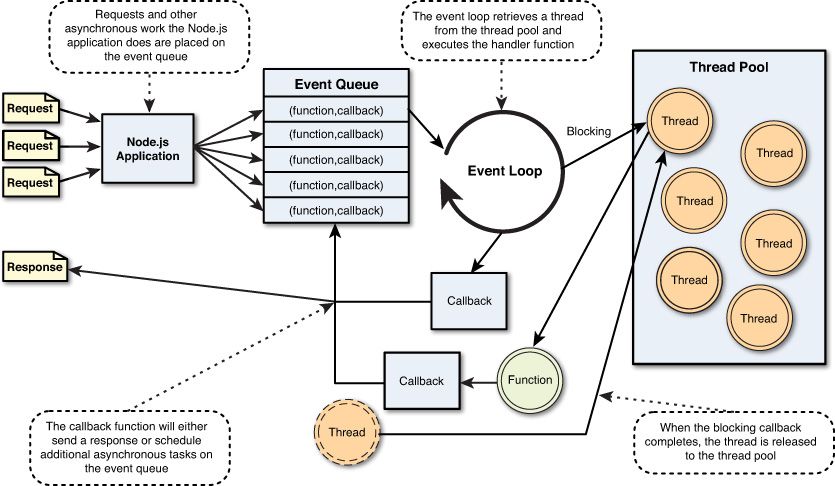 Requests and other
asynchronous work the Node.js
application does are placed on
the event queue
The event loop retrieves a thread
from the thread pool and
executes the handler function
Request
Request
Request
Node.js
Application
Event Queue
(function,callback)
(function,callback)
(function,callback)
(function,callback)
(function,callback)
Event Loop
Blocking
Thread Pool
Thread
Thread
Thread
Thread
Thread
Thread
Response
Callback
Callback
Function
Thread
The callback function will either
send a response or schedule
additional asynchronous tasks on
the event queue
When the blocking callback
completes, the thread is released
to the thread pool